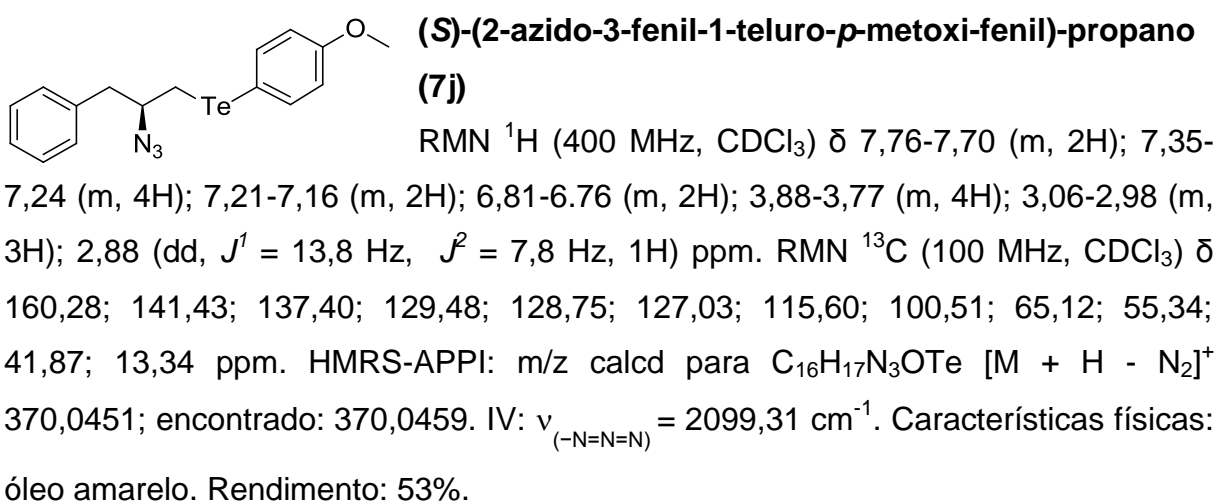 O
Te
N₃
(S)-(2-azido-3-fenil-1-teluro-p-metoxi-fenil)-propano
(7j)
RMN ¹H (400 MHz, CDCl₃) δ 7,76-7,70 (m, 2H); 7,35-
7,24 (m, 4H); 7,21-7,16 (m, 2H); 6,81-6.76 (m, 2H); 3,88-3,77 (m, 4H); 3,06-2,98 (m,
3H); 2,88 (dd, J¹ = 13,8 Hz, J² = 7,8 Hz, 1H) ppm. RMN ¹³C (100 MHz, CDCl₃) δ
160,28; 141,43; 137,40; 129,48; 128,75; 127,03; 115,60; 100,51; 65,12; 55,34;
41,87; 13,34 ppm. HMRS-APPI: m/z calcd para C₁₆H₁₇N₃OTe [M + H - N₂]⁺
370,0451; encontrado: 370,0459. IV: ν₍₋N=N=N₎ = 2099,31 cm⁻¹. Características físicas:
óleo amarelo. Rendimento: 53%.